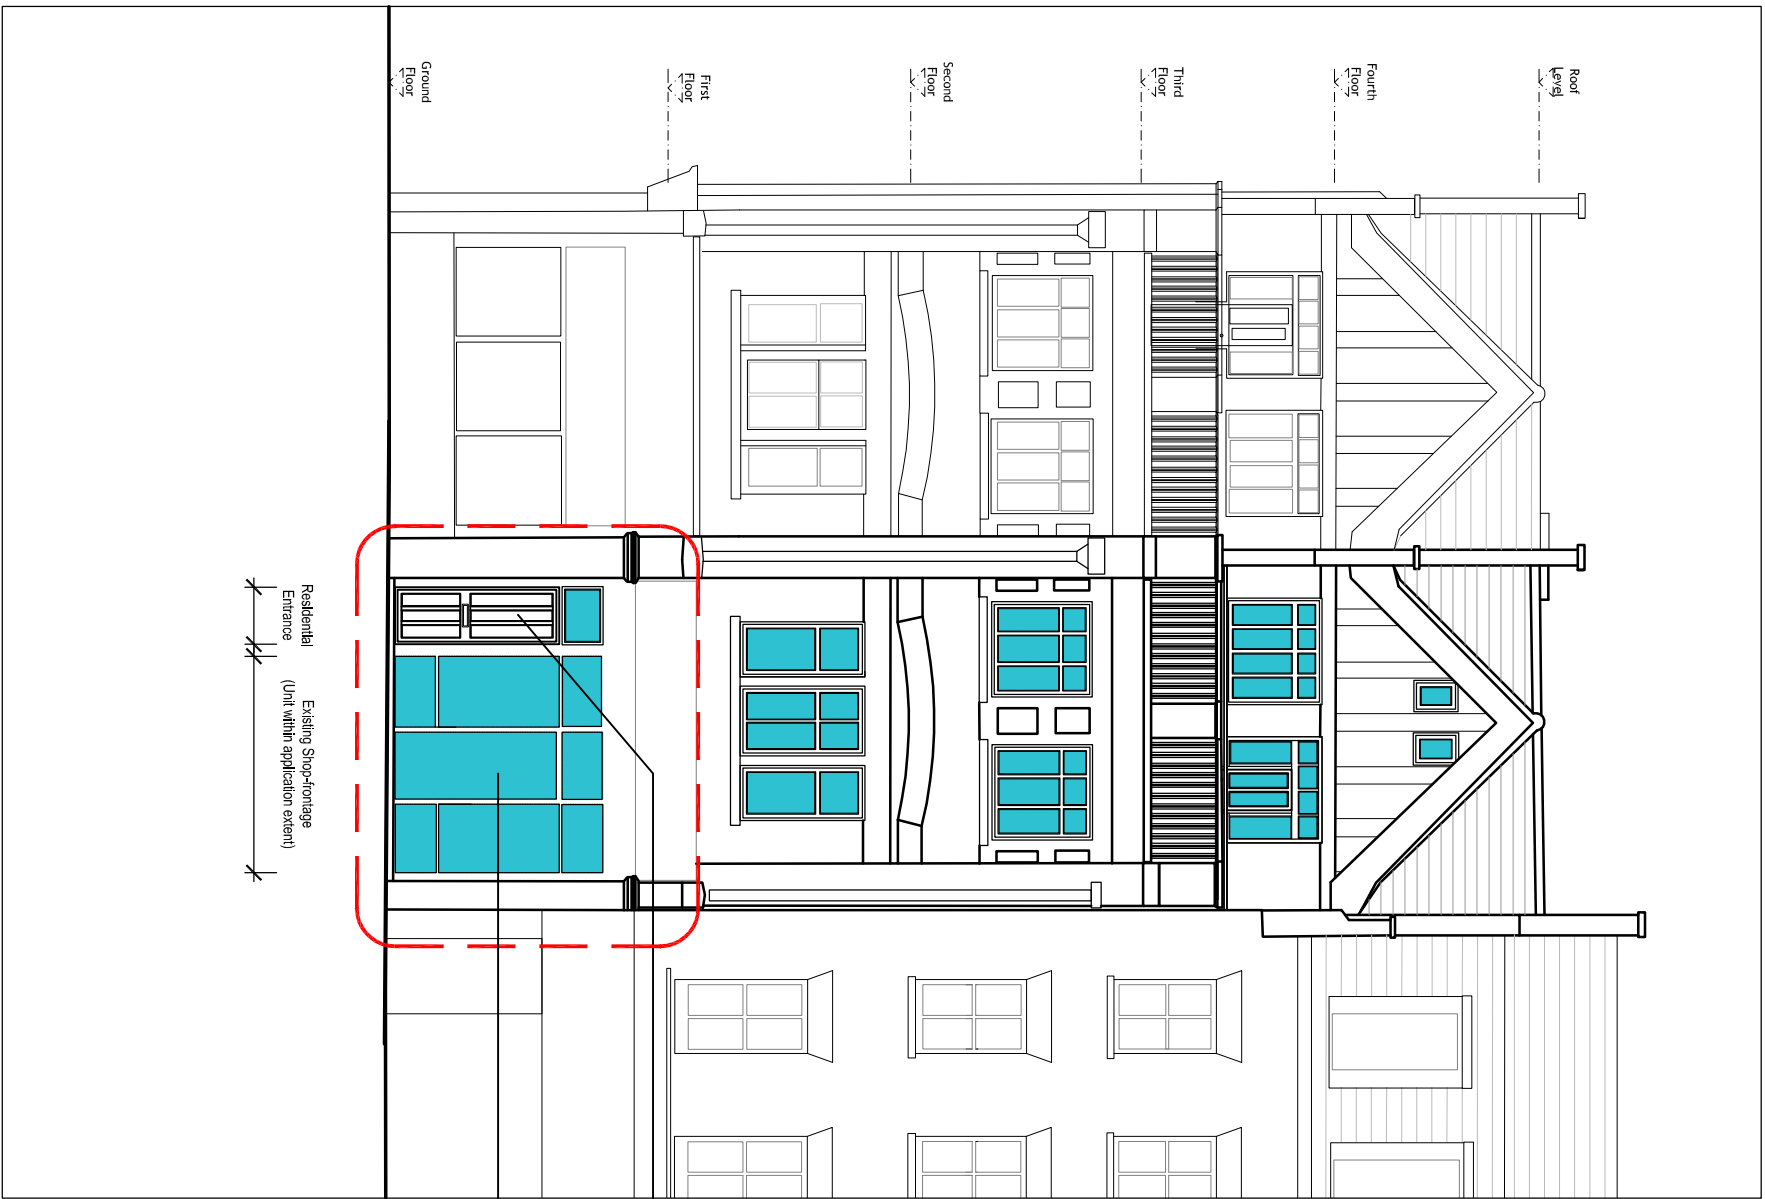 Roof
Level
Fourth
Floor
Third
Floor
Second
Floor
First
Floor
Ground
Floor
Residential
Entrance
Existing Shop-frontage
(Unit within application extent)